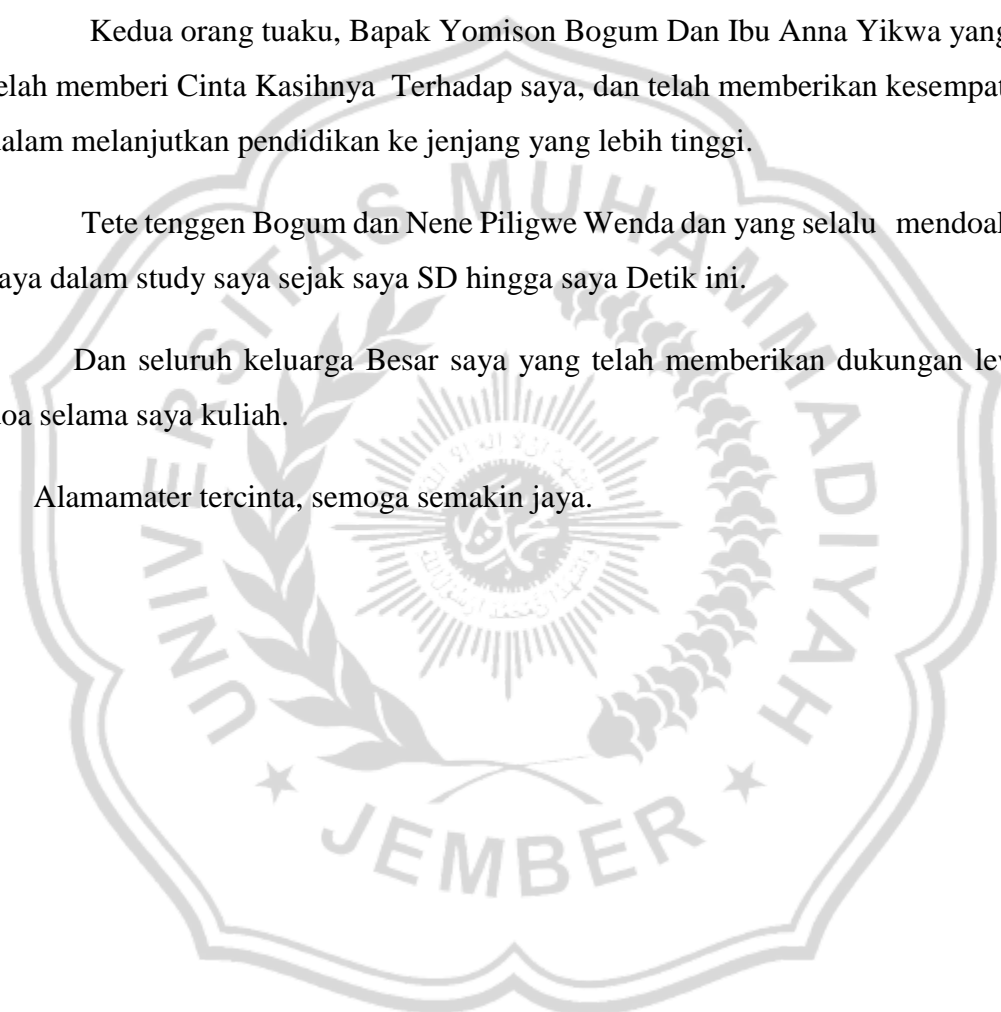 Kedua orang tuaku, Bapak Yomison Bogum Dan Ibu Anna Yikwa yang
elah memberi Cinta Kasihnya Terhadap saya, dan telah memberikan kesempat
dalam melanjutkan pendidikan ke jenjang yang lebih tinggi.
Tete tenggen Bogum dan Nene Piligwe Wenda dan yang selalu mendoal
aya dalam study saya sejak saya SD hingga saya Detik ini.
Dan seluruh keluarga Besar saya yang telah memberikan dukungan lev
doa selama saya kuliah.
Alamamater tercinta, semoga semakin jaya.
UNIVERSITAS MUHAMMADIYAH
JEMBER